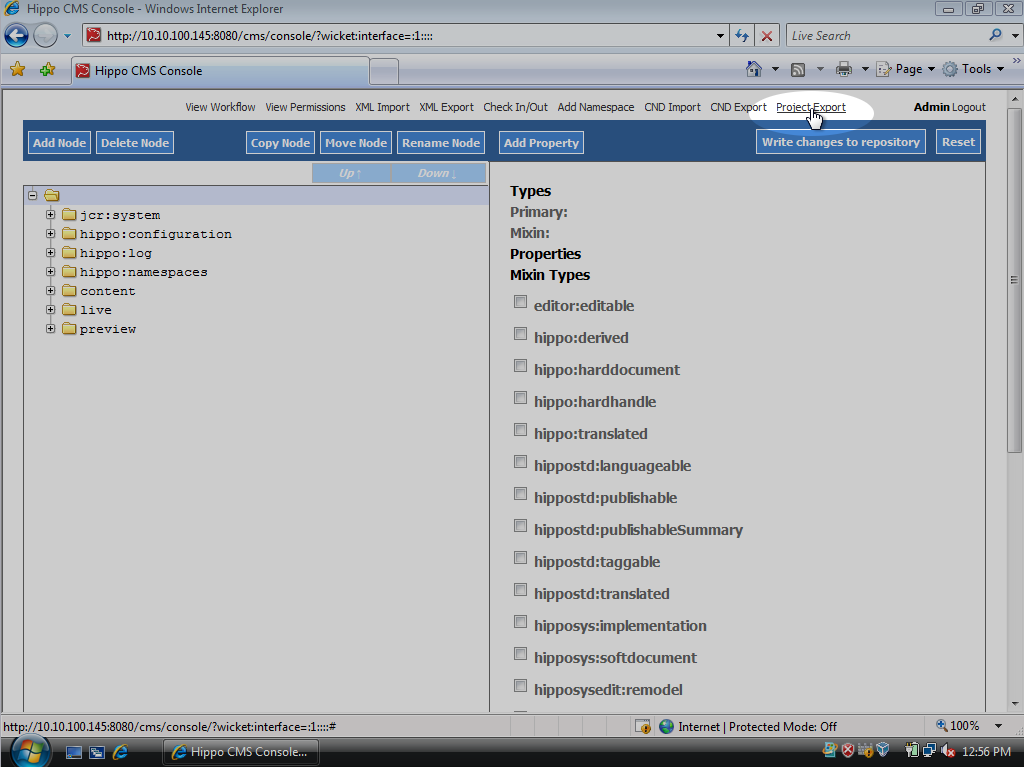 Hippo CMS Console - Windows Internet Explorer
http://10.10.100.145:8080/cms/console/?wicket:interface=:1::::
Live Search
Hippo CMS Console
Page
Tools
View Workflow View Permissions XML Import XML Export Check In/Out Add Namespace CND Import CND Export Project Export Admin Logout
Add Node Delete Node Copy Node Move Node Rename Node Add Property Write changes to repository Reset
Up ↑ Down ↓
jcr:system
hippo:configuration
hippo:log
hippo:namespaces
content
live
preview
Types
Primary:
Mixin:
Properties
Mixin Types
editor:editable
hippo:derived
hippo:harddocument
hippo:hardhandle
hippo:translated
hippostd:languageable
hippostd:publishable
hippostd:publishableSummary
hippostd:taggable
hippostd:translated
hipposys:implementation
hipposys:softdocument
hipposysedit:remodel
http://10.10.100.145:8080/cms/console/?wicket:interface=:1::::# Internet | Protected Mode: Off 100%
Hippo CMS Console... 12:56 PM